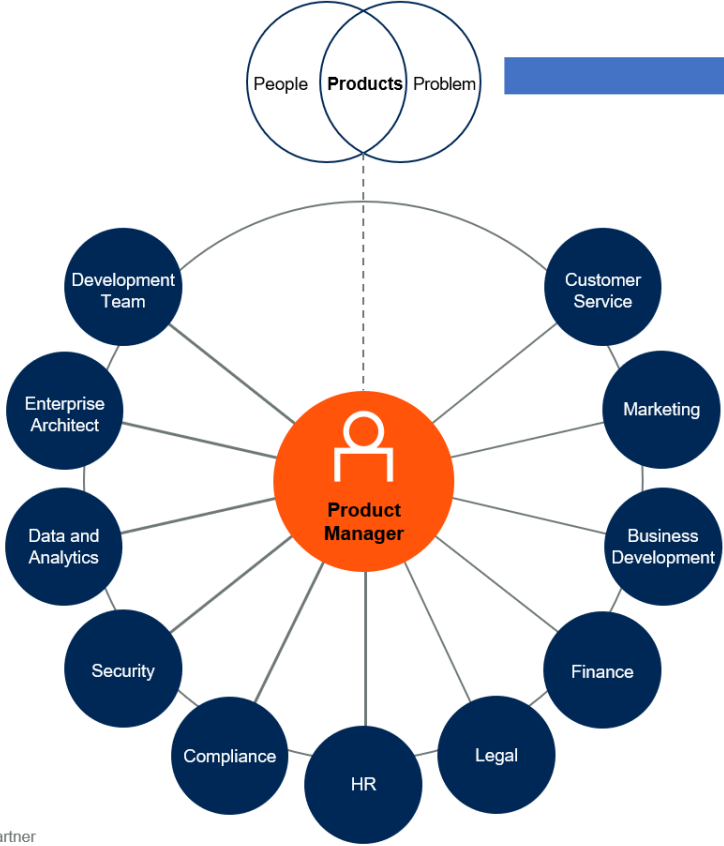 People Products Problem
Development
Team
Customer
Service
Enterprise
Architect
Marketing
Product
Manager
Data and
Analytics
Business
Development
Security
Finance
Compliance
HR
Legal
artner